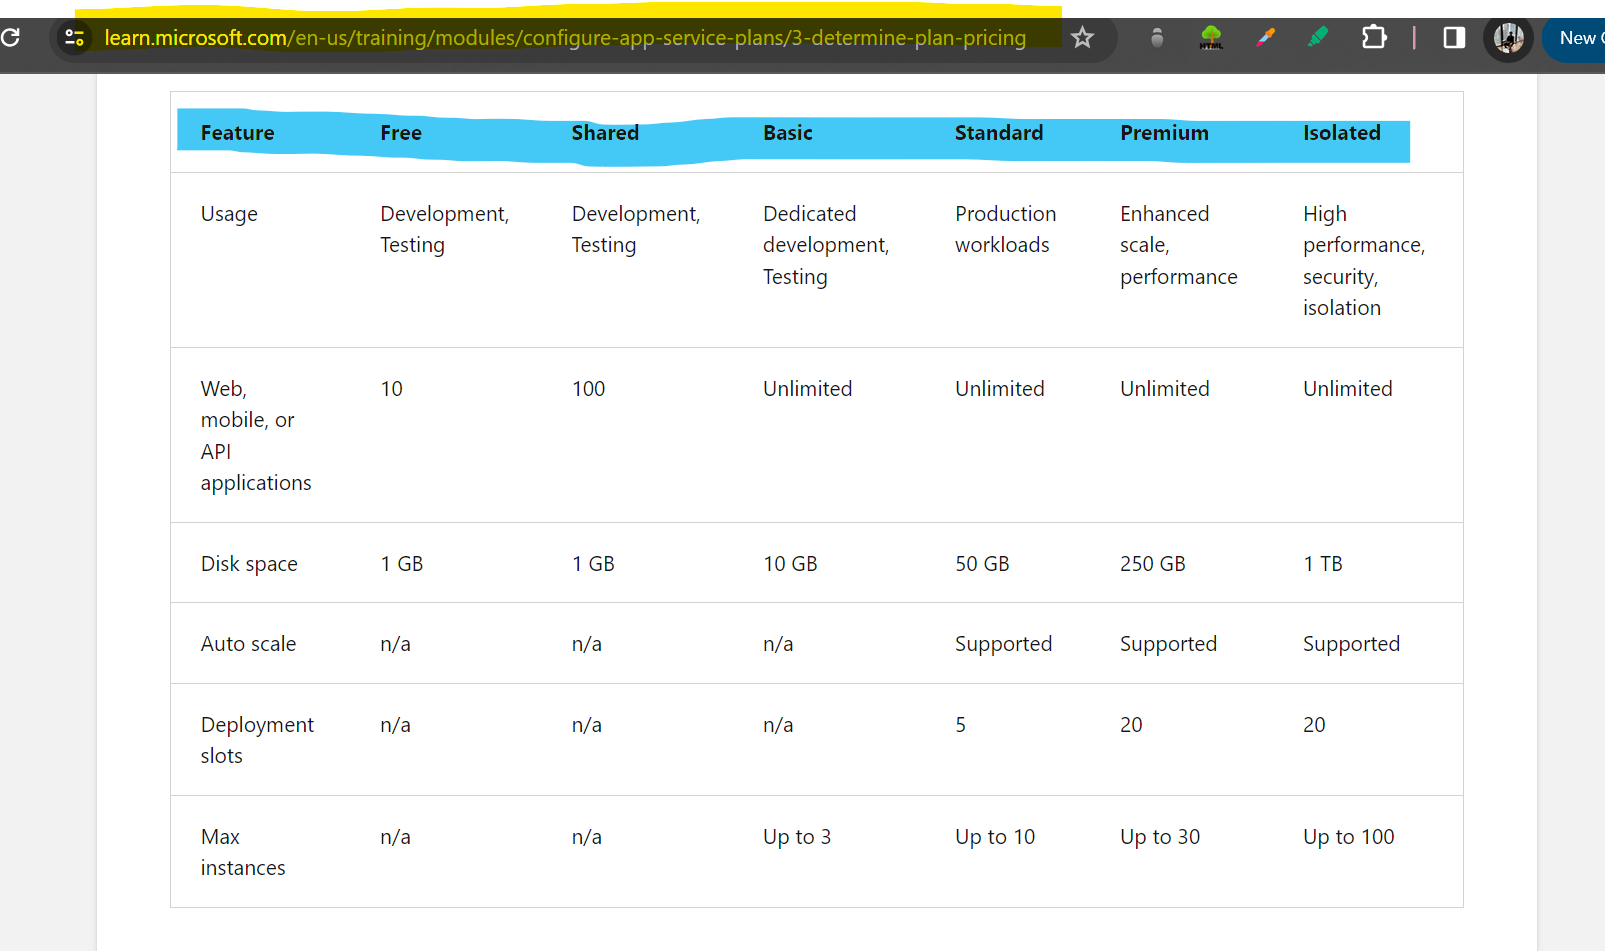 learn.microsoft.com/en-us/training/modules/configure-app-service-plans/3-determine-plan-pricing
HTML
New
Feature Free Shared Basic Standard Premium Isolated
Usage Development, Development, Dedicated Production Enhanced High
Testing Testing development, workloads scale, performance,
Testing performance security,
isolation
Web, 10 100 Unlimited Unlimited Unlimited Unlimited
mobile, or
API
applications
Disk space 1 GB 1 GB 10 GB 50 GB 250 GB 1 TB
Auto scale n/a n/a n/a Supported Supported Supported
Deployment n/a n/a n/a 5 20 20
slots
Max n/a n/a Up to 3 Up to 10 Up to 30 Up to 100
instances